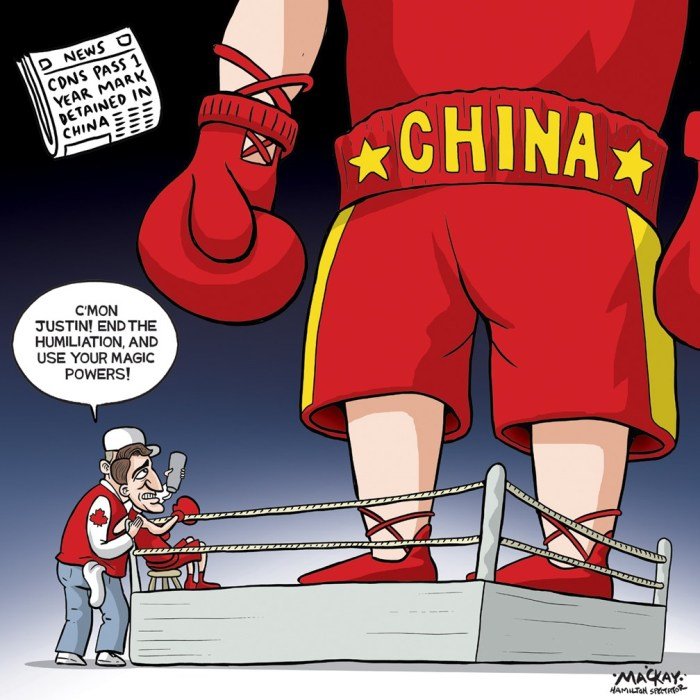 NEWS
CDNS PASS 1
YEAR MARK
DETAINED IN
CHINA
CHINA
C'MON
JUSTIN! END THE
HUMILIATION, AND
USE YOUR MAGIC
POWERS!
MACKAY
HAMILTON SPECTATOR